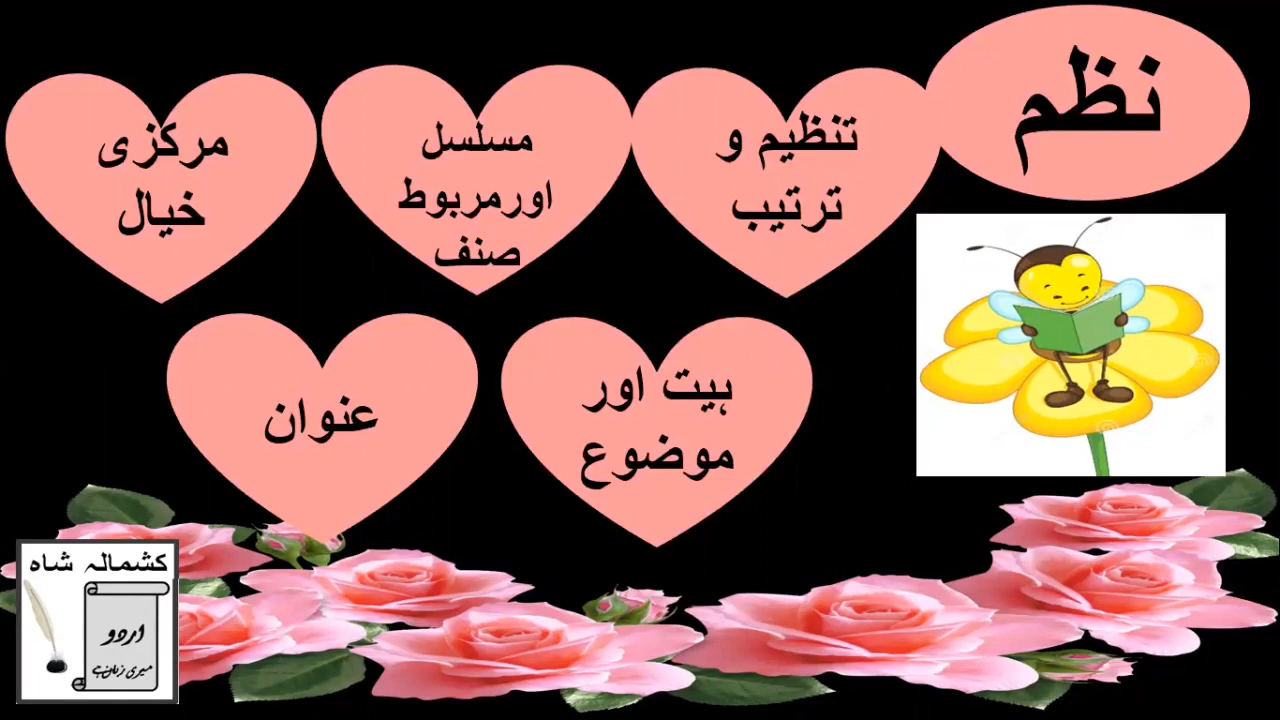 نظم
تنظیم و
ترتیب
مسلسل
اورمربوط
صنف
مرکزی
خیال
ہیت اور
موضوع
عنوان
کشمالہ شاہ
اردو
میری زبان ہے